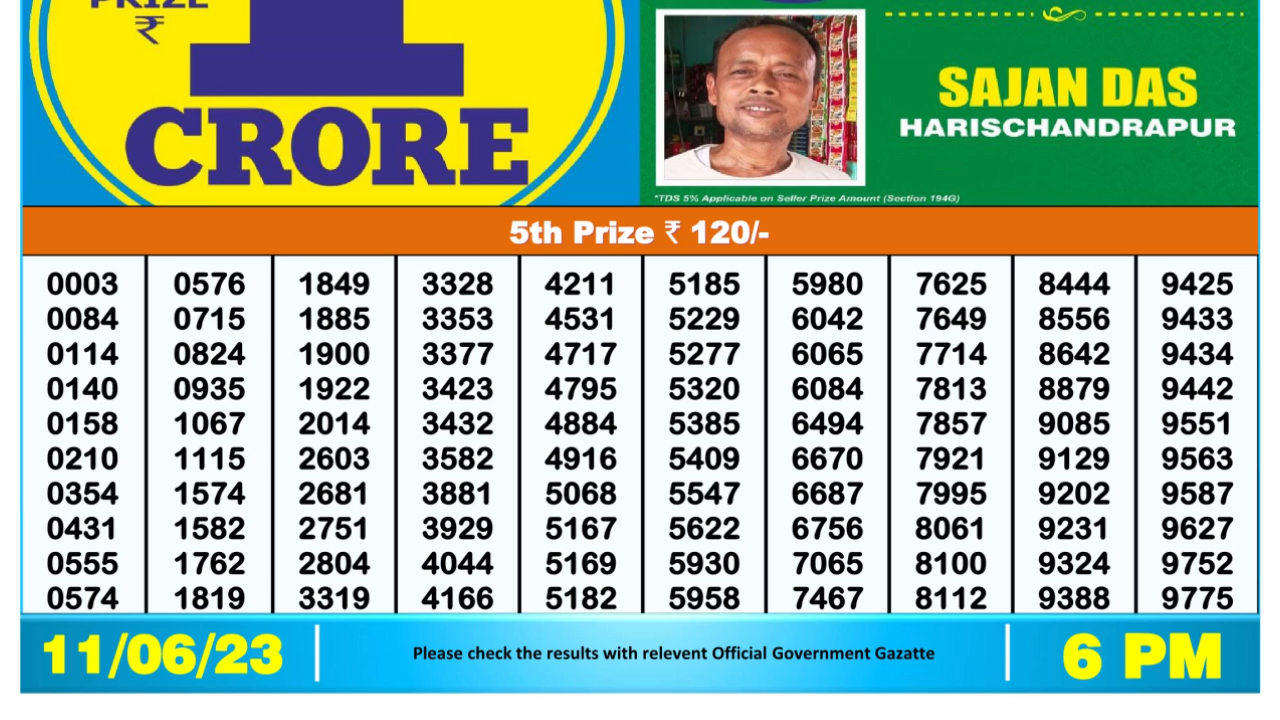 PRIZE
₹
1
CRORE
SAJAN DAS
HARISCHANDRAPUR
*TDS 5% Applicable on Seller Prize Amount (Section 194G)
5th Prize ₹ 120/-
0003 0576 1849 3328 4211 5185 5980 7625 8444 9425
0084 0715 1885 3353 4531 5229 6042 7649 8556 9433
0114 0824 1900 3377 4717 5277 6065 7714 8642 9434
0140 0935 1922 3423 4795 5320 6084 7813 8879 9442
0158 1067 2014 3432 4884 5385 6494 7857 9085 9551
0210 1115 2603 3582 4916 5409 6670 7921 9129 9563
0354 1574 2681 3881 5068 5547 6687 7995 9202 9587
0431 1582 2751 3929 5167 5622 6756 8061 9231 9627
0555 1762 2804 4044 5169 5930 7065 8100 9324 9752
0574 1819 3319 4166 5182 5958 7467 8112 9388 9775
11/06/23
Please check the results with relevent Official Government Gazatte
6 PM